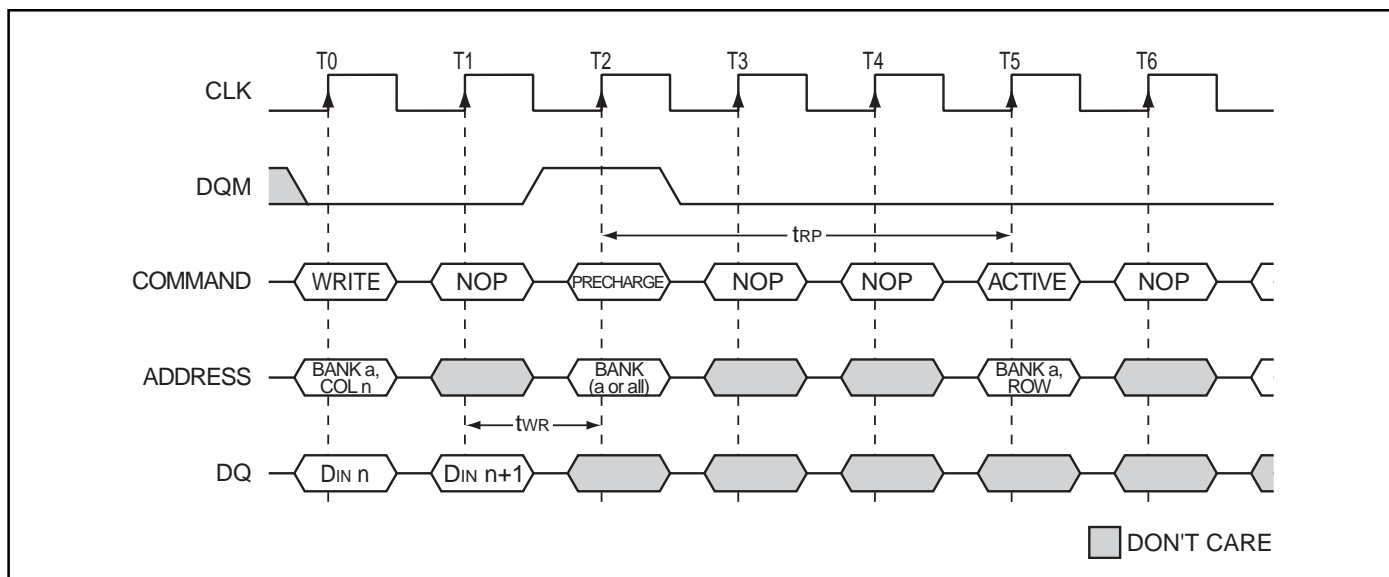 T0 T1 T2 T3 T4 T5 T6
CLK
DQM
tRP
COMMAND WRITE NOP PRECHARGE NOP NOP ACTIVE NOP
ADDRESS BANK a, COL n BANK (a or all) BANK a, ROW
tWR
DQ DIN n DIN n+1
DON'T CARE